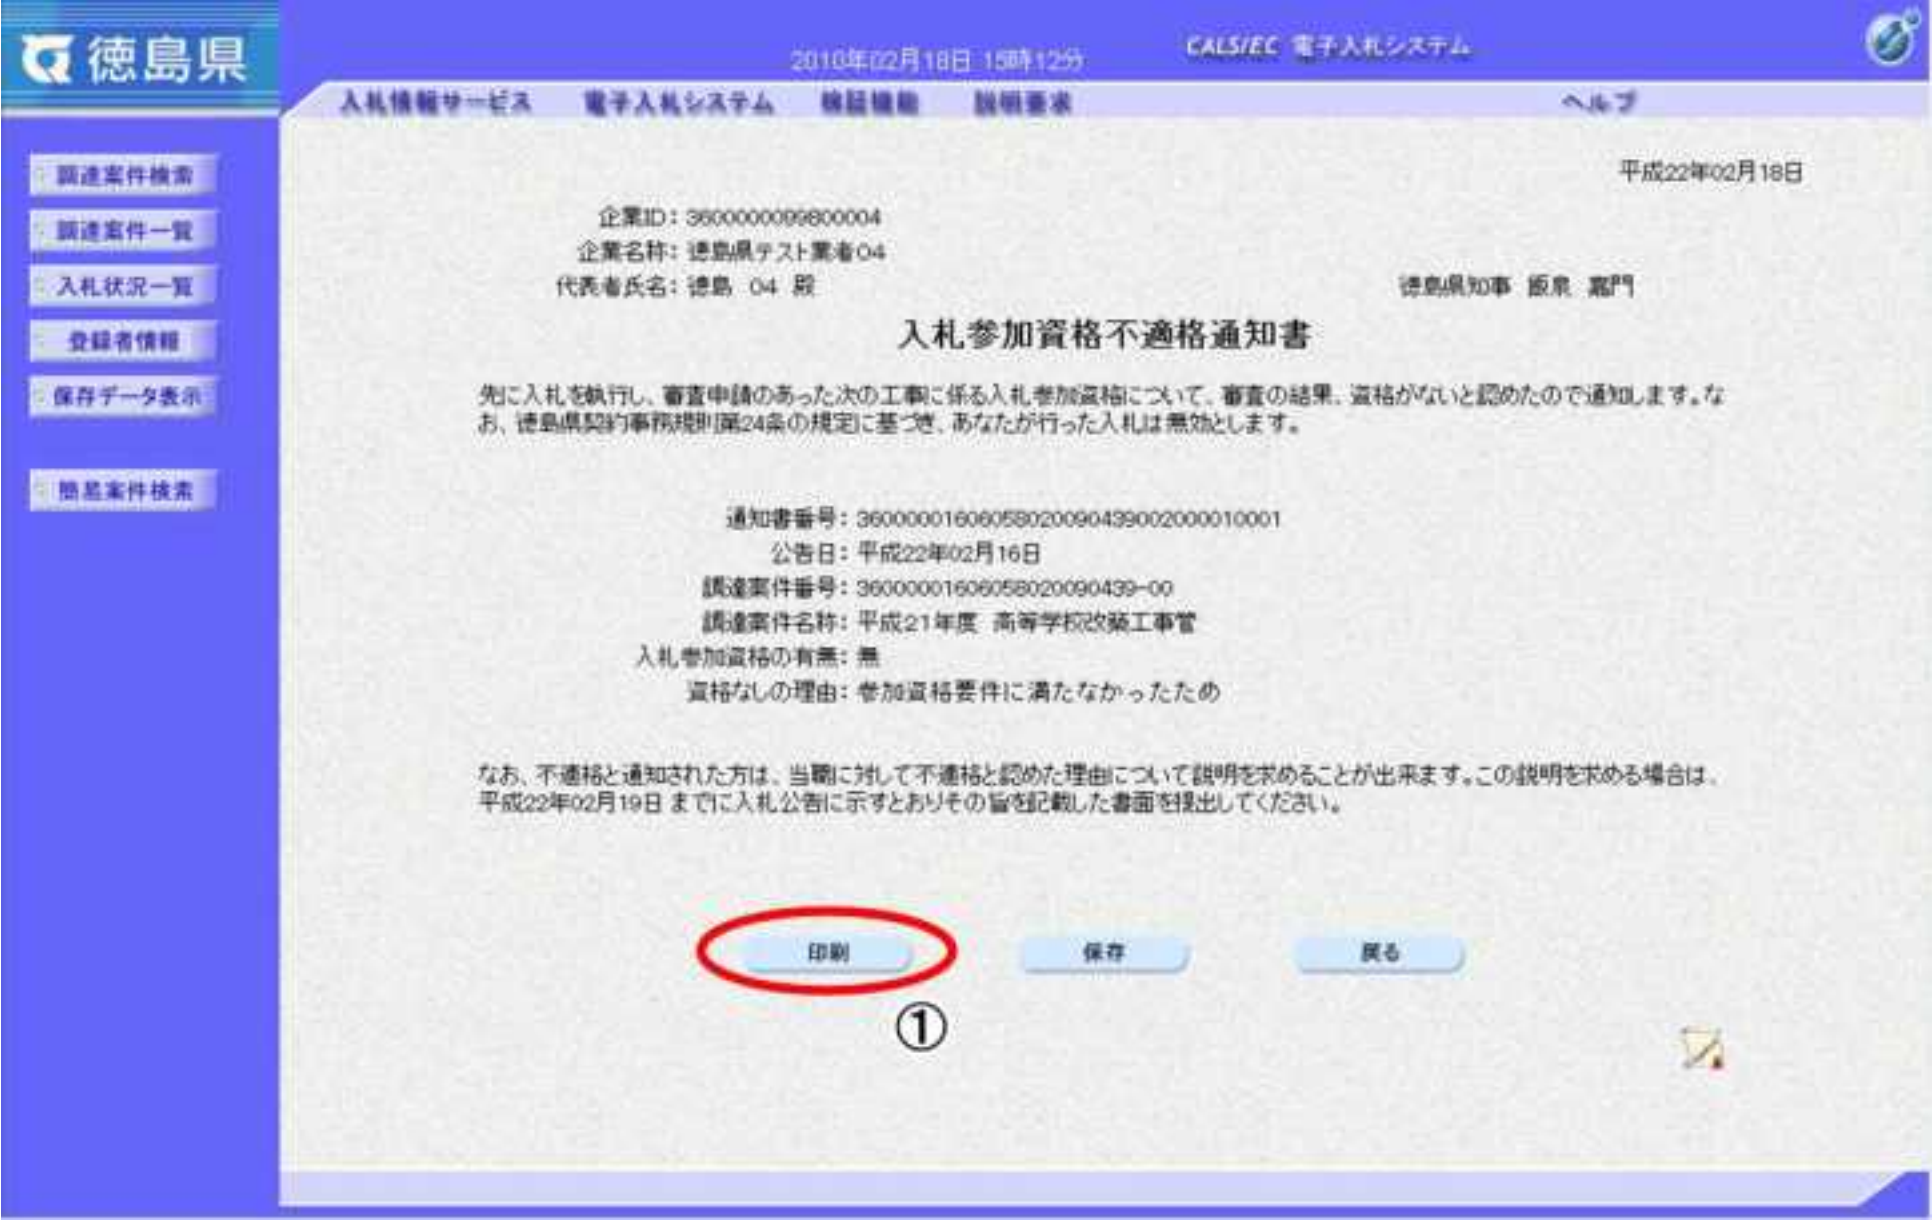 徳島県
2010年02月18日 15時12分
CALS/EC 電子入札システム
入札情報サービス 電子入札システム 検証機能 説明要求 ヘルプ
調達案件検索
調達案件一覧
入札状況一覧
登録者情報
保存データ表示
簡易案件検索
平成22年02月18日
企業ID:3600000099800004
企業名称:徳島県テスト業者04
代表者氏名:徳島 04 殿
徳島県知事 飯泉 嘉門
入札参加資格不適格通知書
先に入札を執行し、審査申請のあった次の工事に係る入札参加資格について、審査の結果、資格がないと認めたので通知します。な
お、徳島県契約事務規則第24条の規定に基づき、あなたが行った入札は無効とします。
通知書番号:36000001606058020090439002000010001
公告日:平成22年02月16日
調達案件番号:36000001606058020090439-00
調達案件名称:平成21年度 高等学校改築工事管
入札参加資格の有無:無
資格なしの理由:参加資格要件に満たなかったため
なお、不適格と通知された方は、当職に対して不適格と認めた理由について説明を求めることが出来ます。この説明を求める場合は、
平成22年02月19日 までに入札公告に示すとおりその旨を記載した書面を提出してください。
印刷 保存 戻る
①